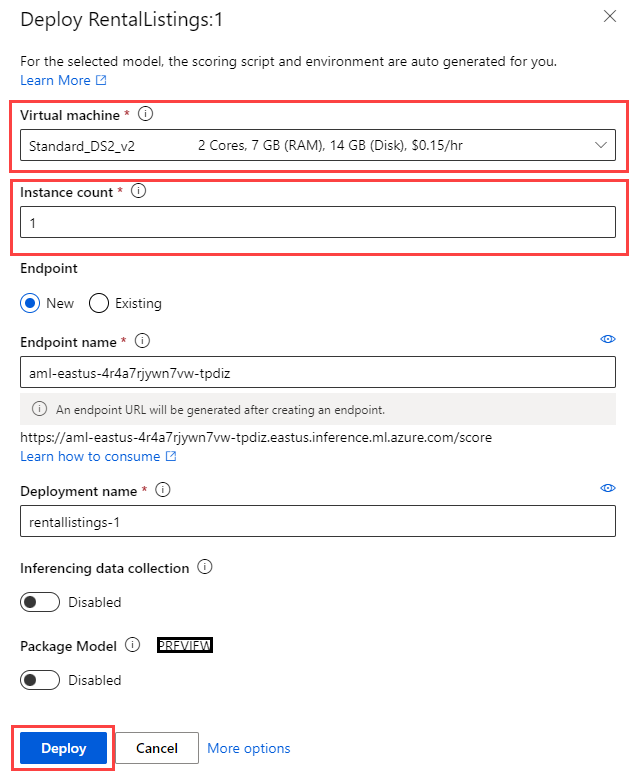 Deploy RentalListings:1
For the selected model, the scoring script and environment are auto generated for you.
Learn More
Virtual machine *
Standard_DS2_v2 2 Cores, 7 GB (RAM), 14 GB (Disk), $0.15/hr
Instance count *
1
Endpoint
New Existing
Endpoint name *
aml-eastus-4r4a7rjywn7vw-tpdiz
An endpoint URL will be generated after creating an endpoint.
https://aml-eastus-4r4a7rjywn7vw-tpdiz.eastus.inference.ml.azure.com/score
Learn how to consume
Deployment name *
rentallistings-1
Inferencing data collection
Disabled
Package Model PREVIEW
Disabled
Deploy Cancel More options